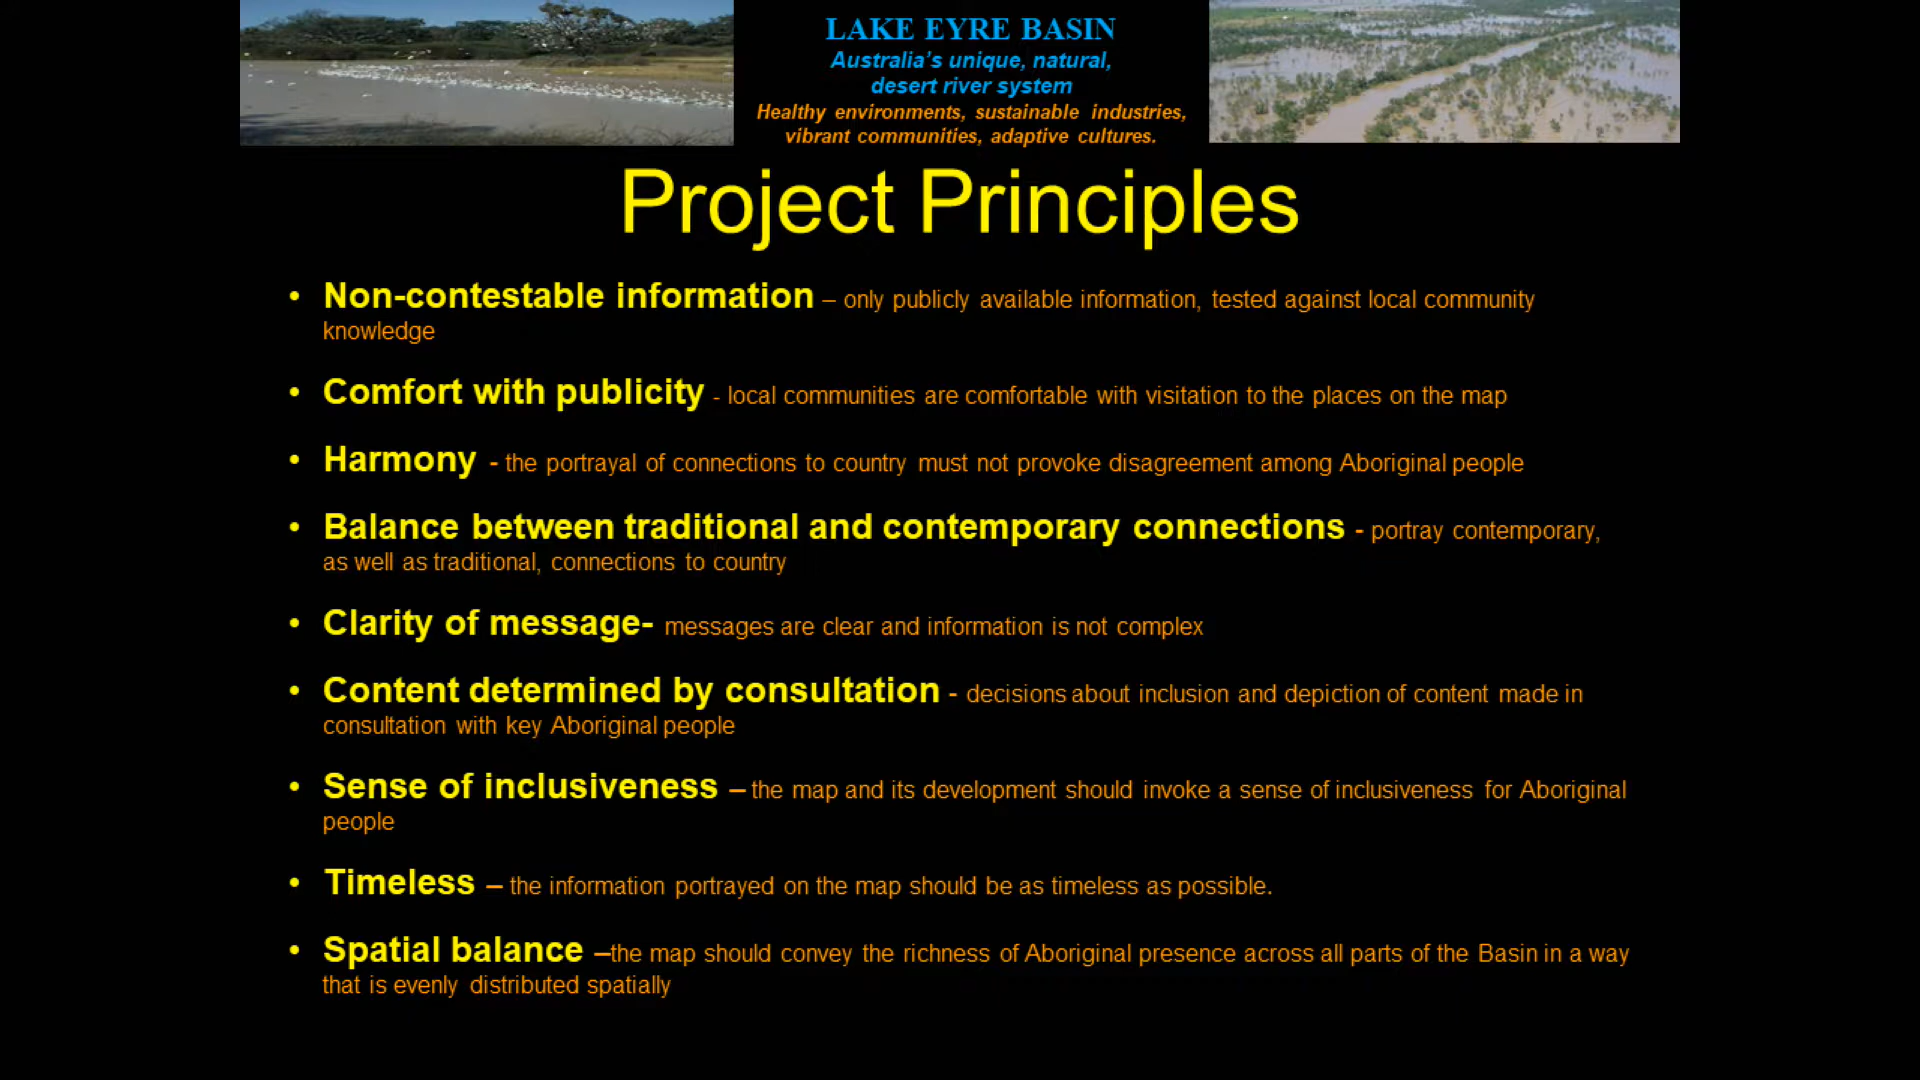 LAKE EYRE BASIN
Australia's unique, natural,
desert river system
Healthy environments, sustainable industries,
vibrant communities, adaptive cultures.
Project Principles
• Non-contestable information – only publicly available information, tested against local community
knowledge
• Comfort with publicity - local communities are comfortable with visitation to the places on the map
• Harmony - the portrayal of connections to country must not provoke disagreement among Aboriginal people
• Balance between traditional and contemporary connections - portray contemporary,
as well as traditional, connections to country
• Clarity of message- messages are clear and information is not complex
• Content determined by consultation - decisions about inclusion and depiction of content made in
consultation with key Aboriginal people
• Sense of inclusiveness – the map and its development should invoke a sense of inclusiveness for Aboriginal
people
• Timeless – the information portrayed on the map should be as timeless as possible.
• Spatial balance –the map should convey the richness of Aboriginal presence across all parts of the Basin in a way
that is evenly distributed spatially